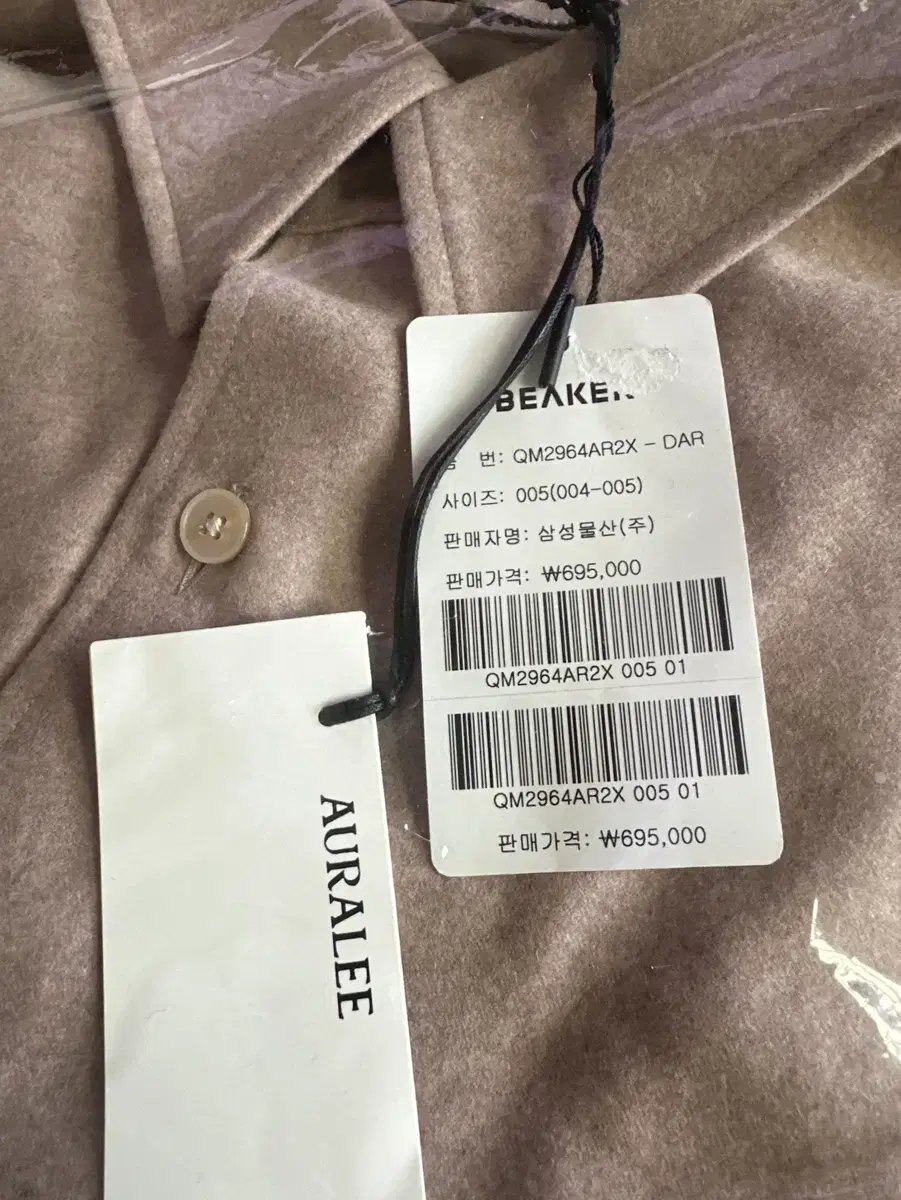 BEAKER
번: QM2964AR2X - DAR
사이즈: 005(004-005)
판매자명: 삼성물산(주)
판매가격: ₩695,000
QM2964AR2X 005 01
QM2964AR2X 005 01
판매가격: ₩695,000
AURALEE